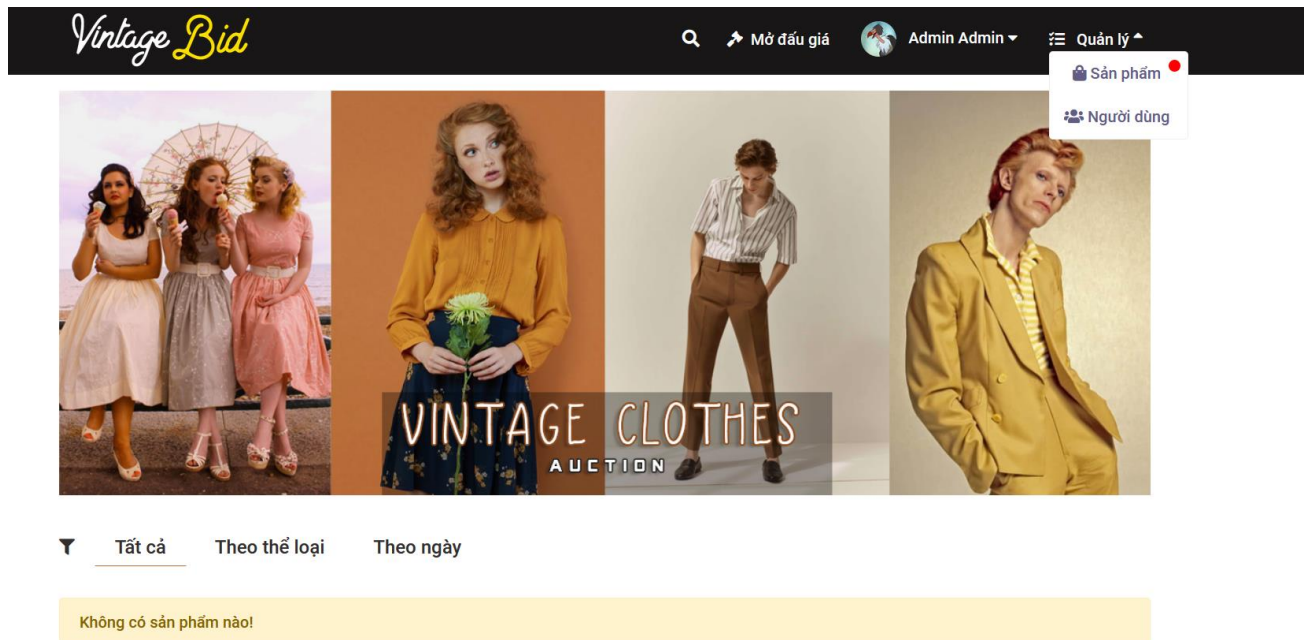 Vintage Bid
Mở đấu giá
Admin Admin
Quản lý
Sản phẩm
Người dùng
VINTAGE CLOTHES
AUCTION
Tất cả
Theo thể loại
Theo ngày
Không có sản phẩm nào!